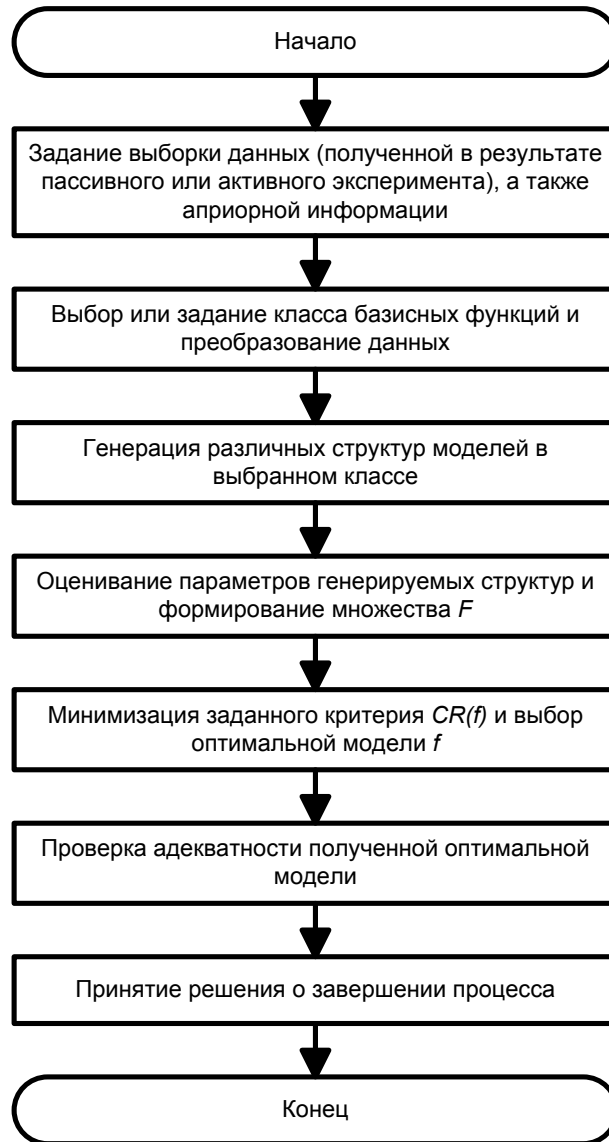 Начало
Задание выборки данных (полученной в результате
пассивного или активного эксперимента), а также
априорной информации
Выбор или задание класса базисных функций и
преобразование данных
Генерация различных структур моделей в
выбранном классе
Оценивание параметров генерируемых структур и
формирование множества F
Минимизация заданного критерия CR(f) и выбор
оптимальной модели f
Проверка адекватности полученной оптимальной
модели
Принятие решения о завершении процесса
Конец